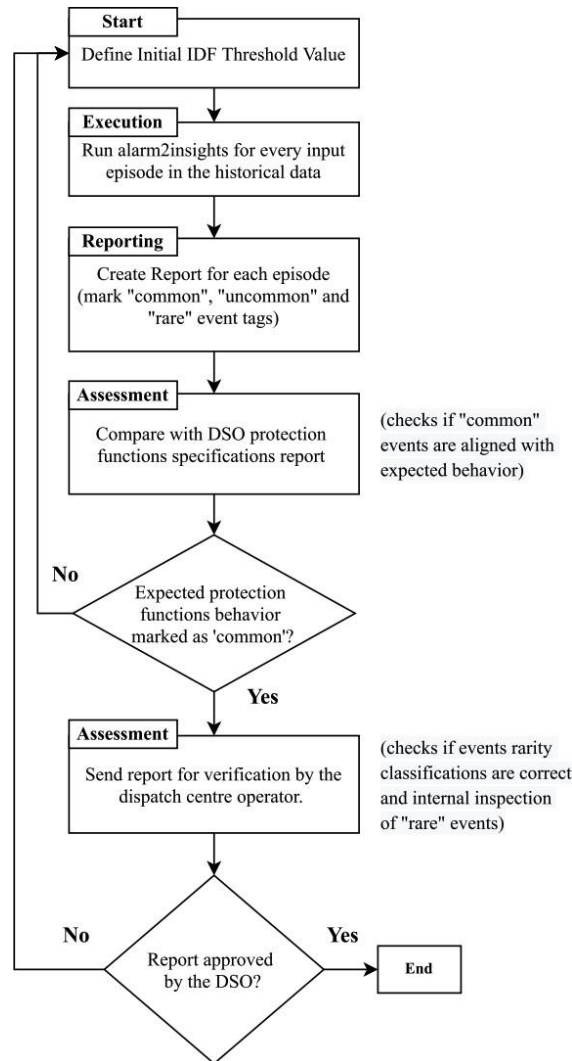 Start
Define Initial IDF Threshold Value
Execution
Run alarm2insights for every input
episode in the historical data
Reporting
Create Report for each episode
(mark "common", "uncommon" and
"rare" event tags)
Assessment
Compare with DSO protection
functions specifications report
(checks if "common"
events are aligned with
expected behavior)
No
Expected protection
functions behavior
marked as 'common'?
Yes
Assessment
Send report for verification by the
dispatch centre operator.
(checks if events rarity
classifications are correct
and internal inspection
of "rare" events)
No
Report approved
by the DSO?
Yes
End